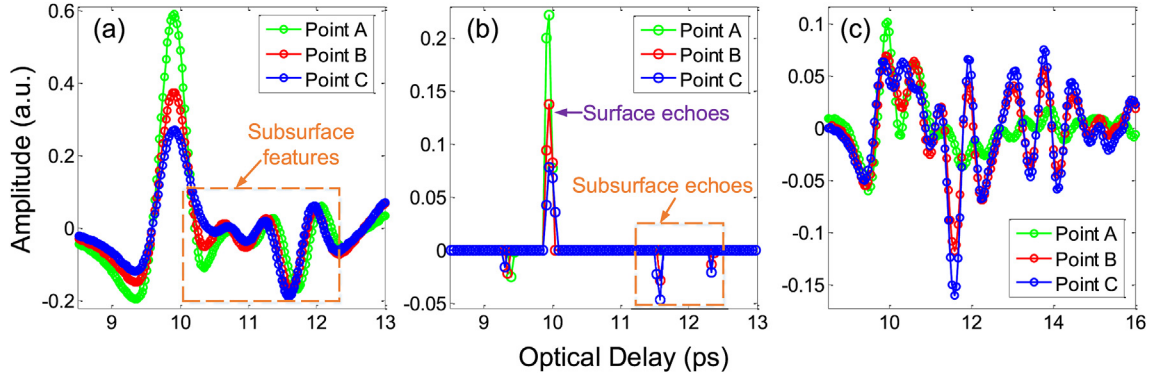 (a)
Point A
Point B
Point C
Subsurface
features
0.6
0.4
0.2
0
-0.2
9
10
11
12
13
Amplitude (a.u.)
(b)
Point A
Point B
Point C
Surface echoes
Subsurface echoes
0.2
0.15
0.1
0.05
0
-0.05
9
10
11
12
13
Optical Delay (ps)
(c)
0.1
0.05
0
-0.05
-0.1
-0.15
Point A
Point B
Point C
10
12
14
16